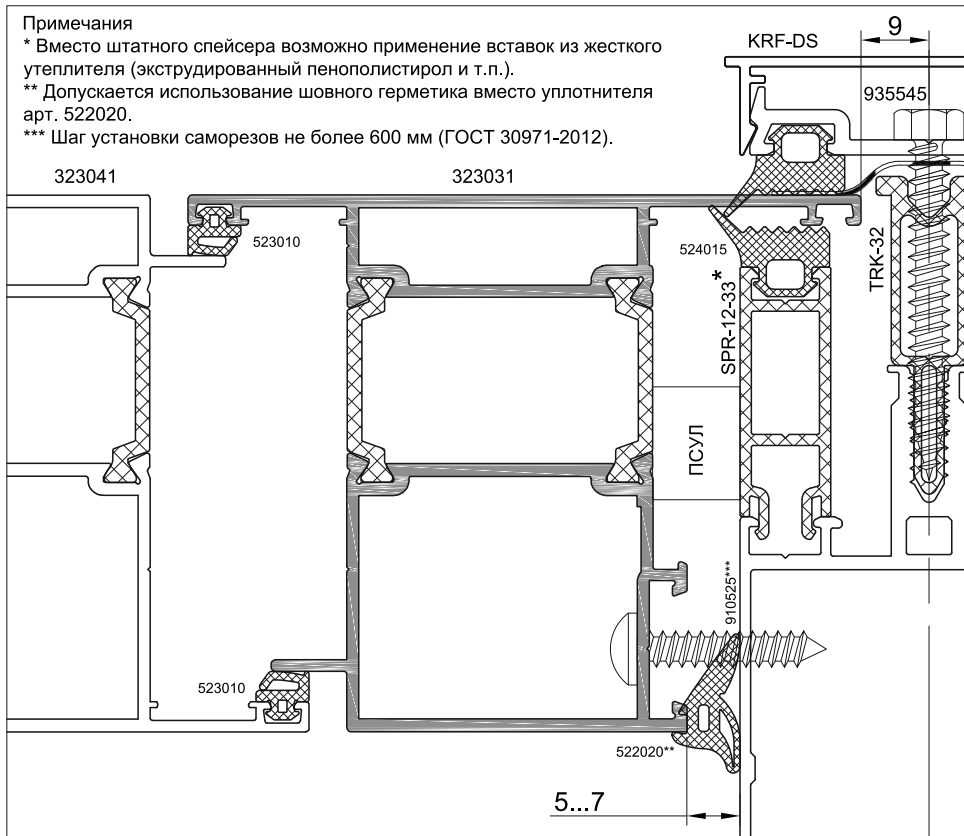 Примечания
* Вместо штатного спейсера возможно применение вставок из жесткого
утеплителя (экструдированный пенополистирол и т.п.).
** Допускается использование шовного герметика вместо уплотнителя
арт. 522020.
*** Шаг установки саморезов не более 600 мм (ГОСТ 30971-2012).
9
KRF-DS
935545
323041
323031
523010
524015
SPR-12-33*
TRK-32
ПСУЛ
910525***
523010
522020**
5...7